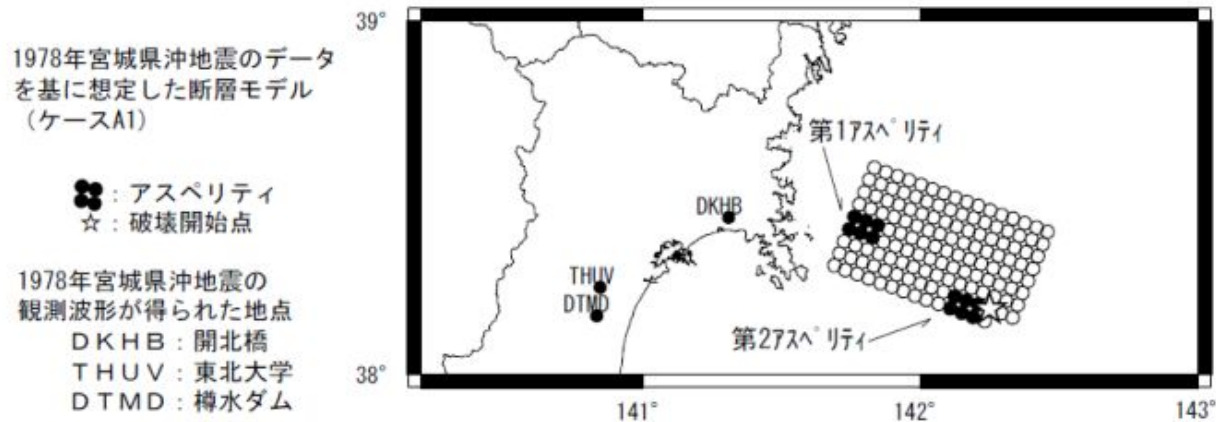 1978年宮城県沖地震のデータ
を基に想定した断層モデル
（ケースA1）
：アスペリティ
☆：破壊開始点
1978年宮城県沖地震の
観測波形が得られた地点
ＤＫＨＢ：開北橋
ＴＨＵＶ：東北大学
ＤＴＭＤ：樽水ダム
39°
38°
141°
142°
143°
第1ｱｽﾍﾟﾘﾃｨ
DKHB
THUV
DTMD
第2ｱｽﾍﾟﾘﾃｨ